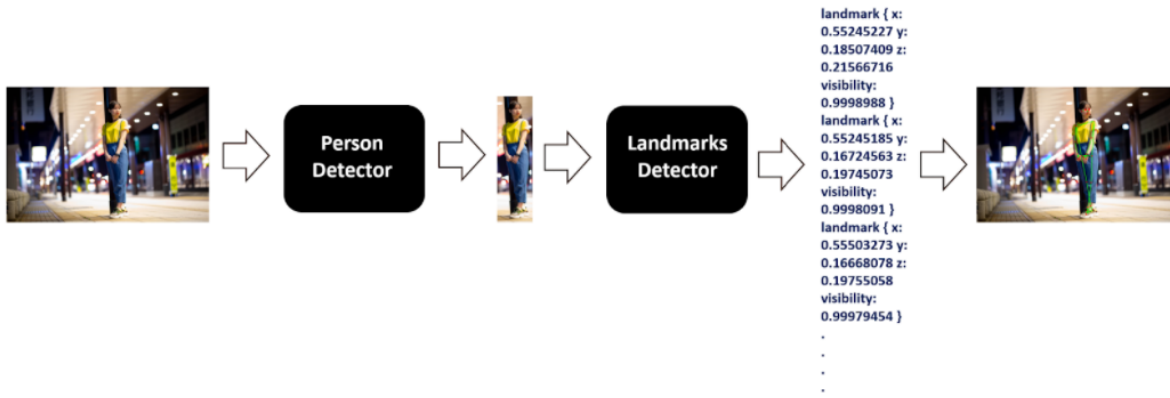 Person
Detector
Landmarks
Detector
landmark { x:
0.55245227 y:
0.18507409 z:
0.21566716
visibility:
0.9998988 }
landmark { x:
0.55245185 y:
0.16724563 z:
0.19745073
visibility:
0.9998091 }
landmark { x:
0.55503273 y:
0.16668078 z:
0.19755058
visibility:
0.99979454 }
.
.
.
.